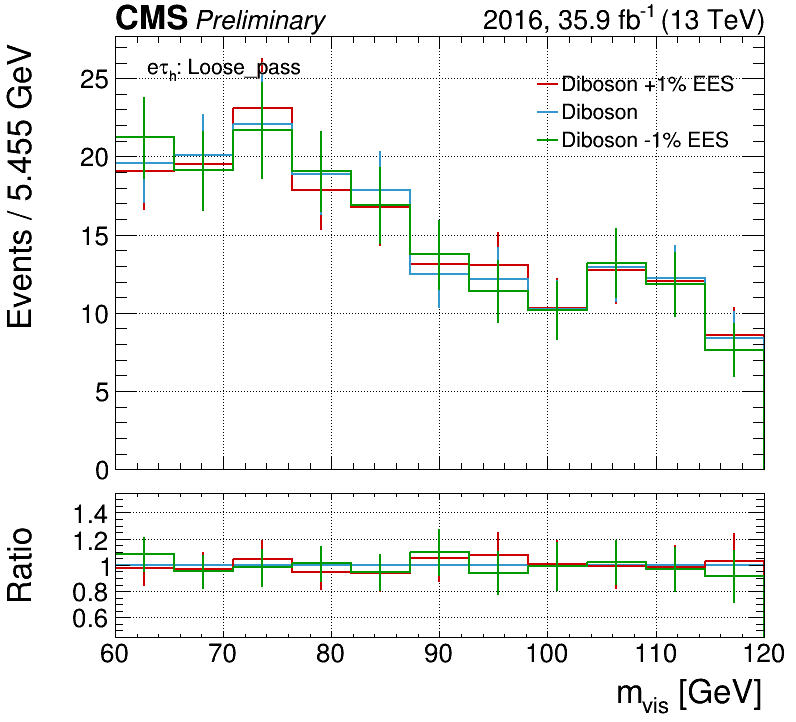 CMS Preliminary 2016, 35.9 fb⁻¹ (13 TeV)
eτₕ: Loose_pass
Diboson +1% EES
Diboson
Diboson -1% EES
Events / 5.455 GeV
25
20
15
10
5
0
Ratio
1.4
1.2
1
0.8
0.6
60 70 80 90 100 110 120
m_vis [GeV]